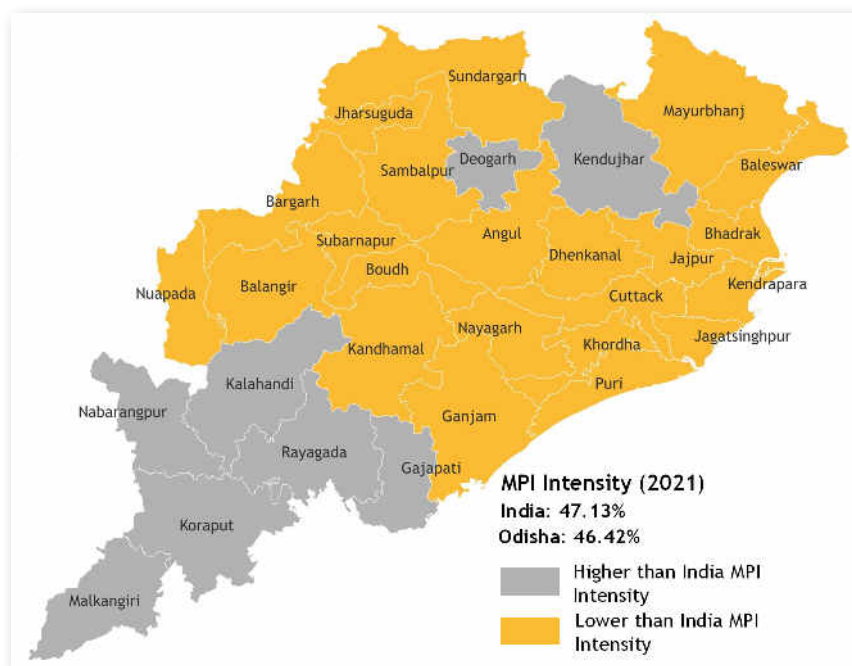 Sundargarh
Mayurbhanj
Jharsuguda
Deogarh
Kendujhar
Sambalpur
Baleswar
Bargarh
Angul
Bhadrak
Subarnapur
Dhenkanal
Jajpur
Boudh
Kendrapara
Nuapada
Balangir
Cuttack
Nayagarh
Jagatsinghpur
Kandhamal
Khordha
Kalahandi
Puri
Nabarangpur
Ganjam
Rayagada
Gajapati
MPI Intensity (2021)
India: 47.13%
Koraput
Odisha: 46.42%
Higher than India MPI
Intensity
Malkangiri
Lower than India MPI
Intensity